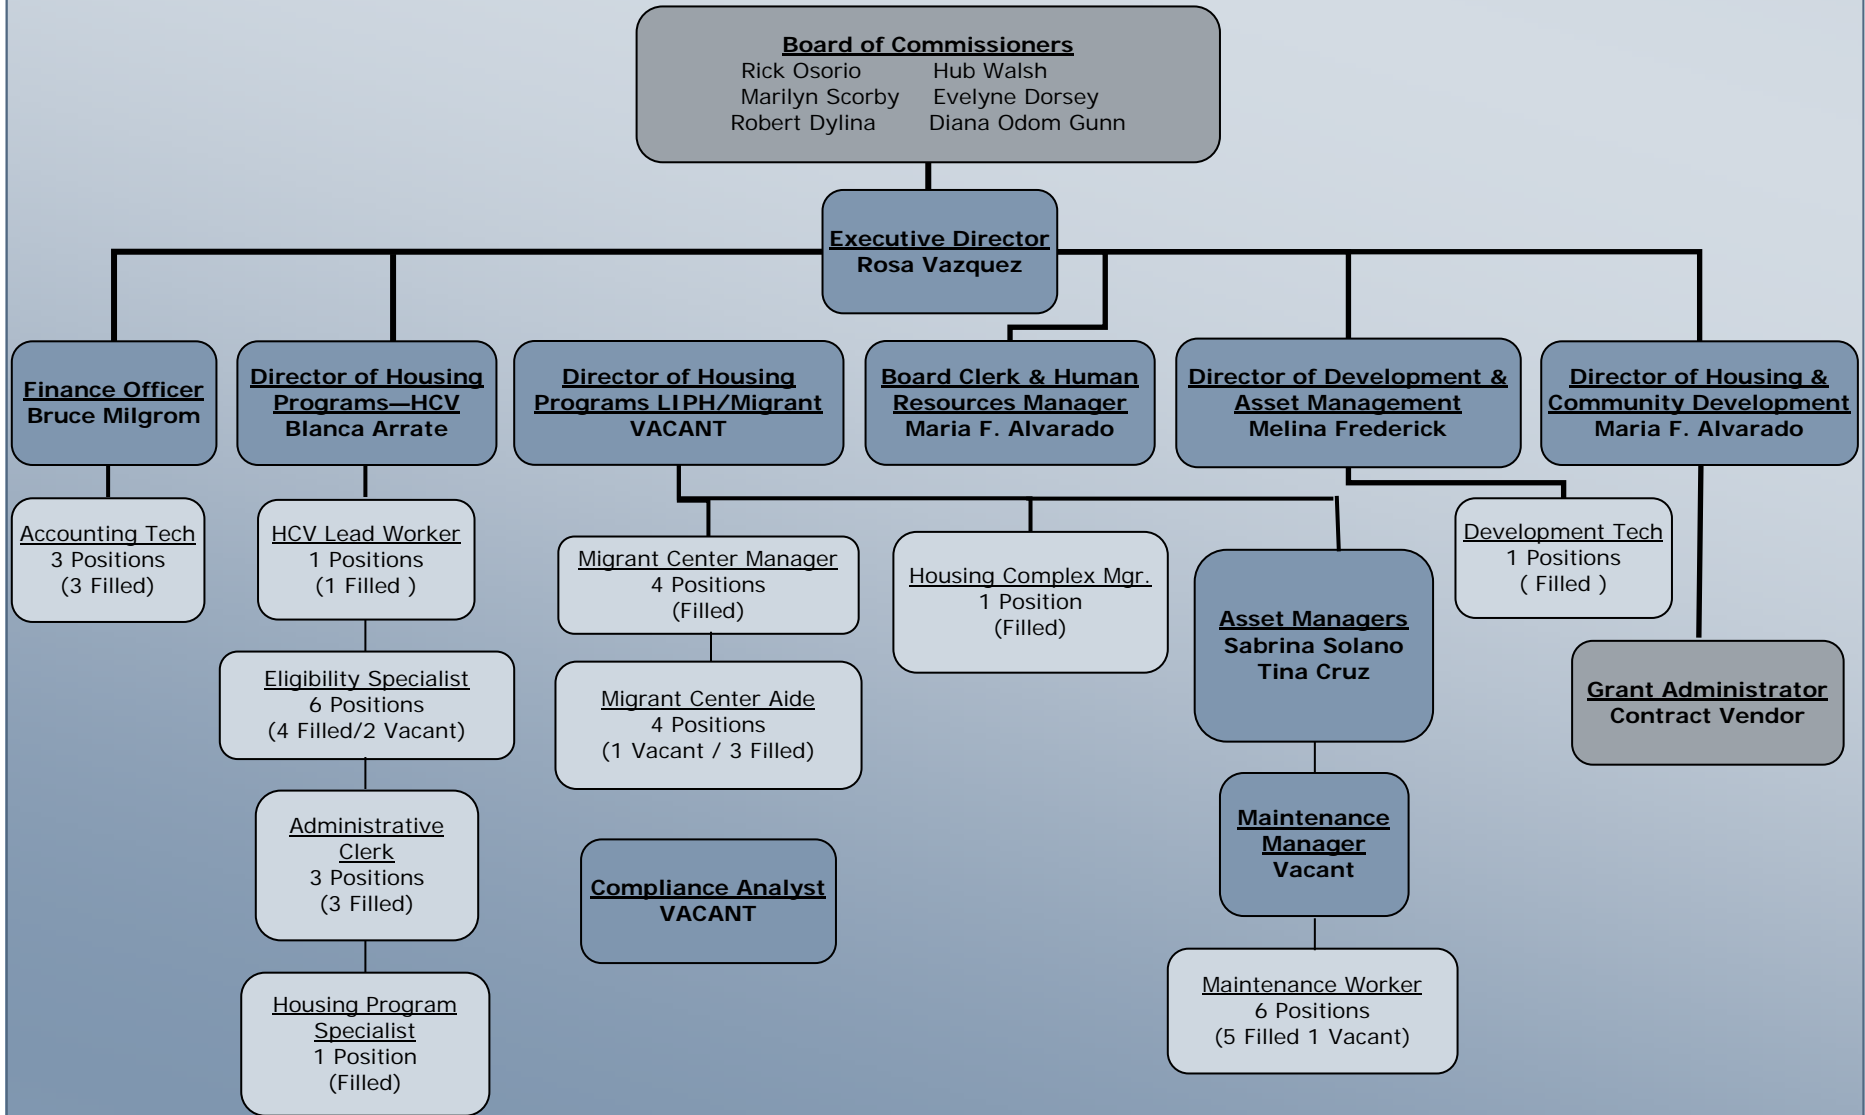 Board of Commissioners
Rick Osorio Hub Walsh
Marilyn Scorby Evelyne Dorsey
Robert Dylina Diana Odom Gunn
Executive Director
Rosa Vazquez
Finance Officer
Bruce Milgrom
Director of Housing
Programs—HCV
Blanca Arrate
Director of Housing
Programs LIPH/Migrant
VACANT
Board Clerk & Human
Resources Manager
Maria F. Alvarado
Director of Development &
Asset Management
Melina Frederick
Director of Housing &
Community Development
Maria F. Alvarado
Accounting Tech
3 Positions
(3 Filled)
HCV Lead Worker
1 Positions
(1 Filled )
Migrant Center Manager
4 Positions
(Filled)
Housing Complex Mgr.
1 Position
(Filled)
Asset Managers
Sabrina Solano
Tina Cruz
Development Tech
1 Positions
( Filled )
Grant Administrator
Contract Vendor
Eligibility Specialist
6 Positions
(4 Filled/2 Vacant)
Migrant Center Aide
4 Positions
(1 Vacant / 3 Filled)
Administrative
Clerk
3 Positions
(3 Filled)
Compliance Analyst
VACANT
Maintenance
Manager
Vacant
Housing Program
Specialist
1 Position
(Filled)
Maintenance Worker
6 Positions
(5 Filled 1 Vacant)